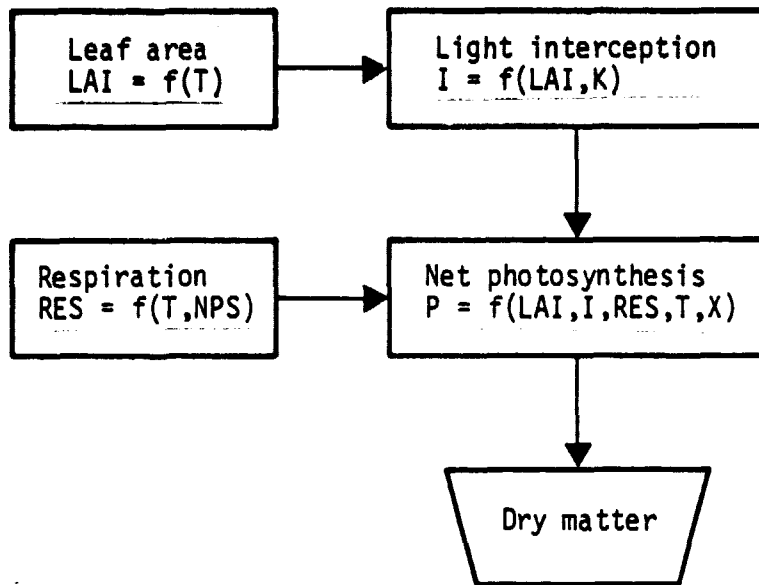 Leaf area
LAI = f(T)
Light interception
I = f(LAI,K)
Respiration
RES = f(T,NPS)
Net photosynthesis
P = f(LAI,I,RES,T,X)
Dry matter